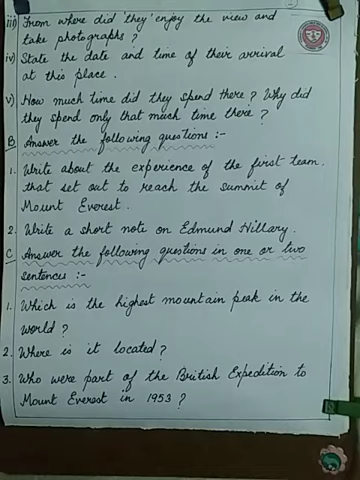 iii) From where did 'they' enjoy the view and
take photographs?
iv) State the date and time of their arrival
at this place.
v) How much time did they spend there? Why did
they spend only that much time there?
B Answer the following questions :-
1. Write about the experience of the first team
that set out to reach the summit of
Mount Everest.
2. Write a short note on Edmund Hillary.
C Answer the following questions in one or two
sentences :-
1. Which is the highest mountain peak in the
world?
2. Where is it located?
3. Who were part of the British Expedition to
Mount Everest in 1953?